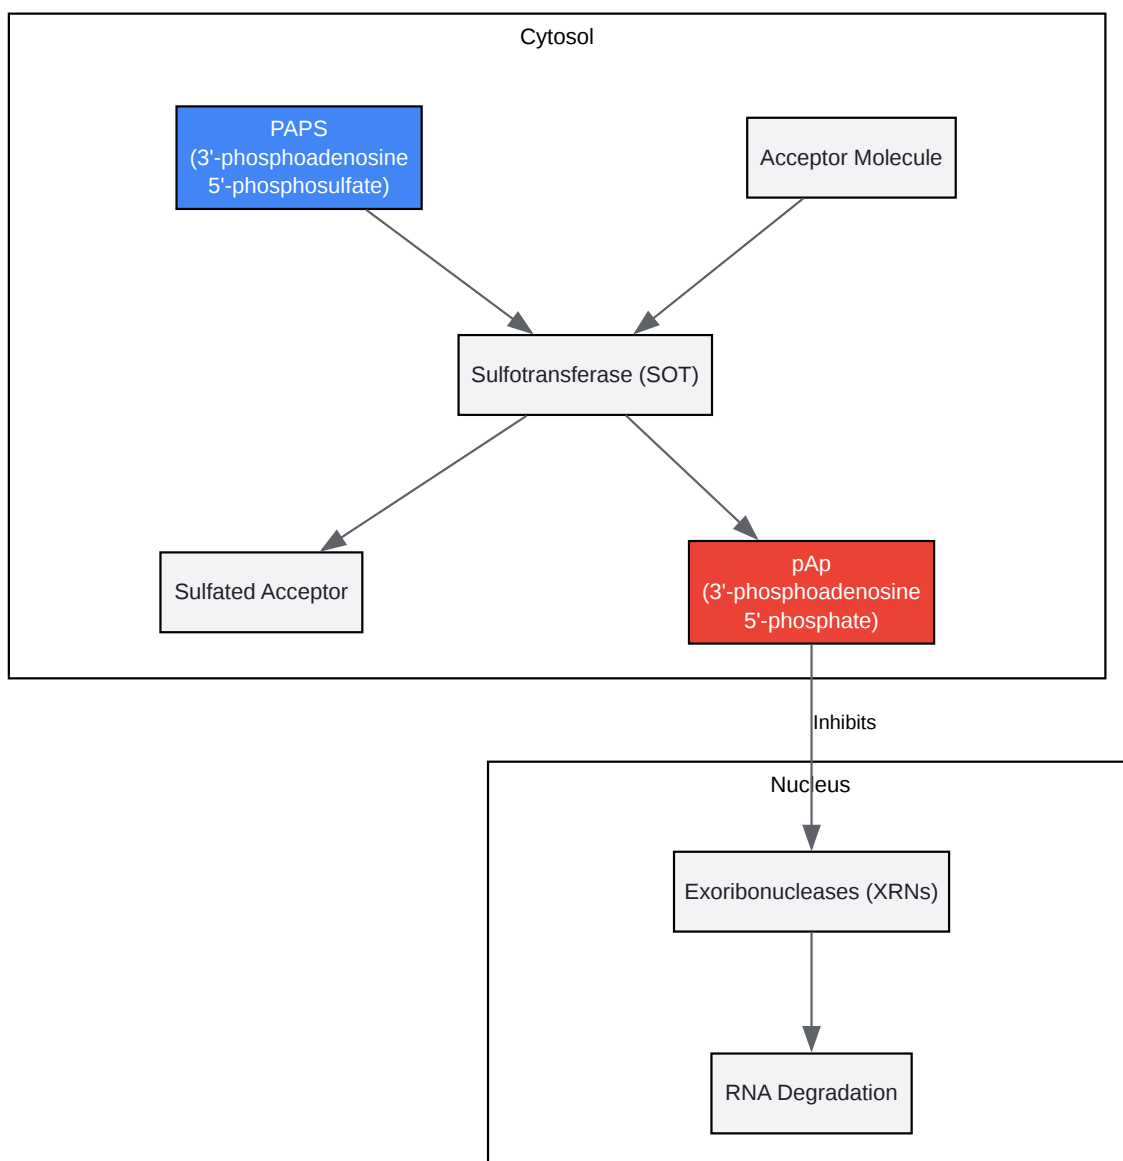 Cytosol
PAPS
(3'-phosphoadenosine
5'-phosphosulfate)
Acceptor Molecule
Sulfotransferase (SOT)
Sulfated Acceptor
pAp
(3'-phosphoadenosine
5'-phosphate)
Inhibits
Nucleus
Exoribonucleases (XRNs)
RNA Degradation